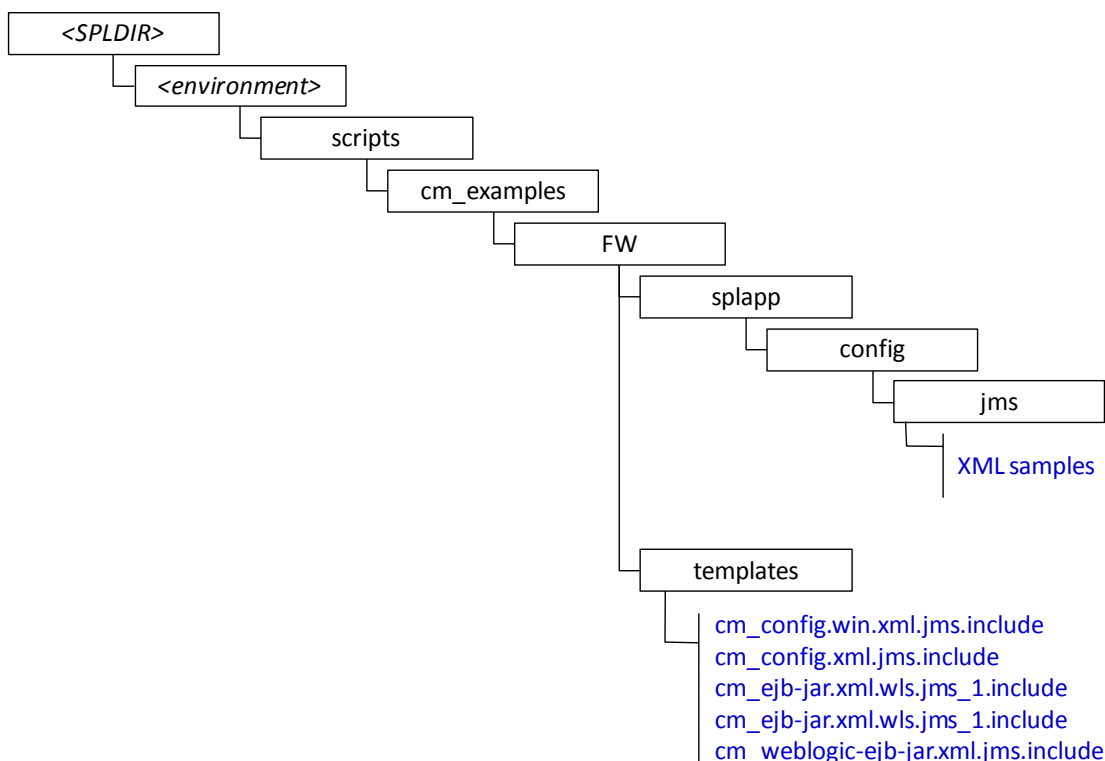 <SPLDIR>
<environment>
scripts
cm_examples
FW
splapp
config
jms
XML samples
templates
cm_config.win.xml.jms.include
cm_config.xml.jms.include
cm_ejb-jar.xml.wls.jms_1.include
cm_ejb-jar.xml.wls.jms_1.include
cm_weblogic-ejb-jar.xml.jms.include